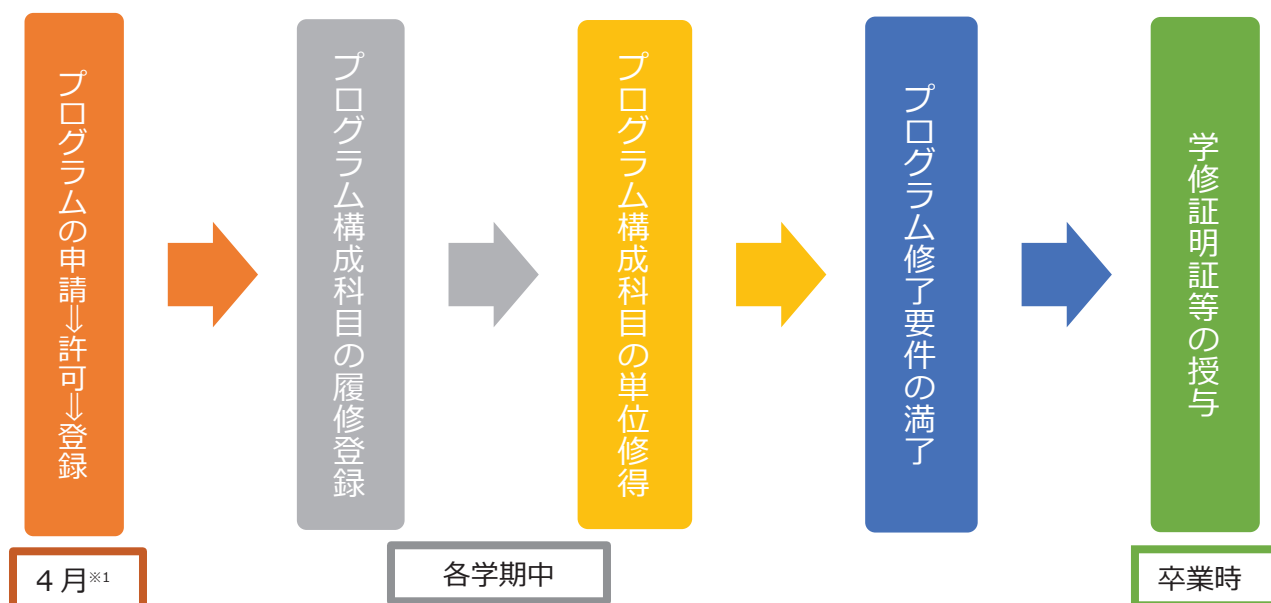 プログラムの申請⇒許可⇒登録
プログラム構成科目の履修登録
プログラム構成科目の単位修得
プログラム修了要件の満了
学修証明証等の授与
4月※1
各学期中
卒業時